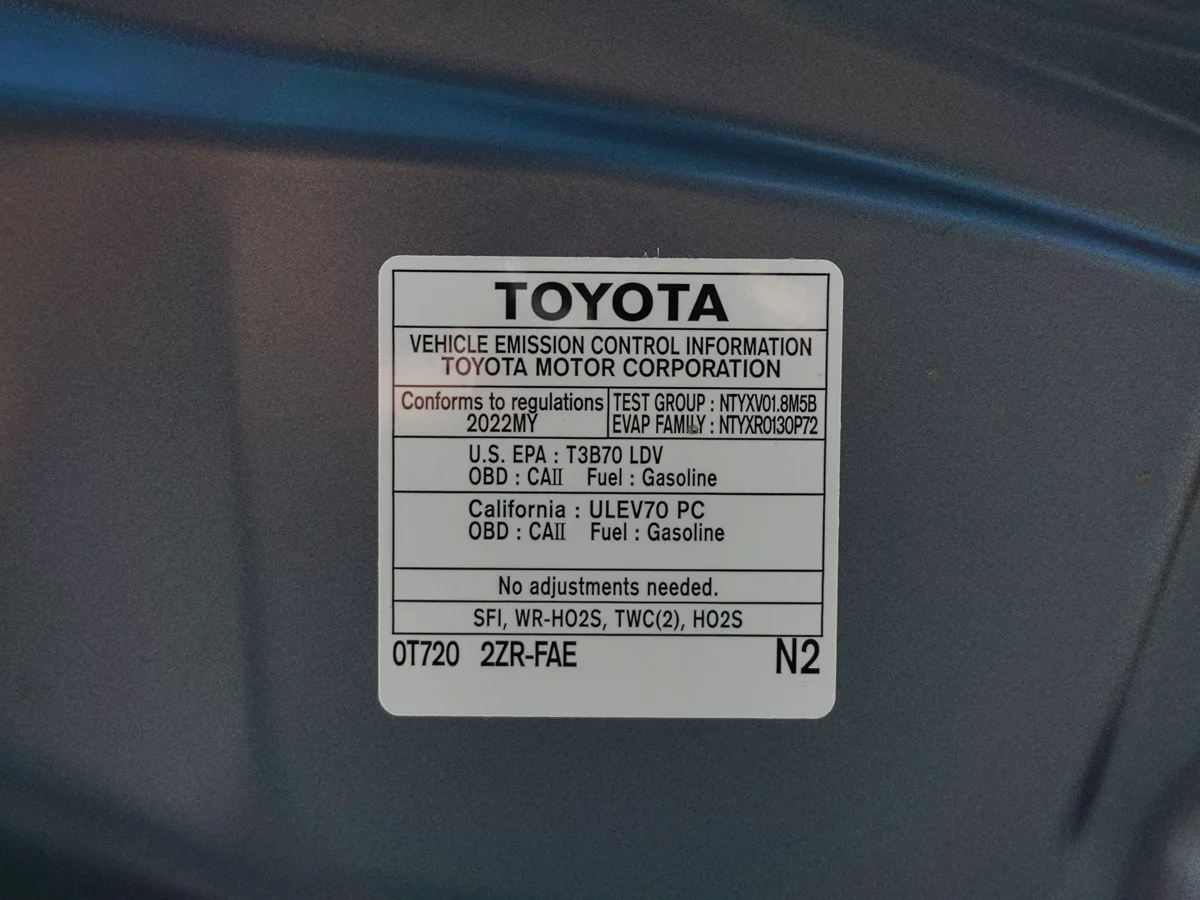 TOYOTA
VEHICLE EMISSION CONTROL INFORMATION
TOYOTA MOTOR CORPORATION
Conforms to regulations
2022MY
TEST GROUP : NTYXV01.8M5B
EVAP FAMILY : NTYXR0130P72
U.S. EPA : T3B70 LDV
OBD : CAⅡ Fuel : Gasoline
California : ULEV70 PC
OBD : CAⅡ Fuel : Gasoline
No adjustments needed.
SFI, WR-HO2S, TWC(2), HO2S
0T720 2ZR-FAE N2